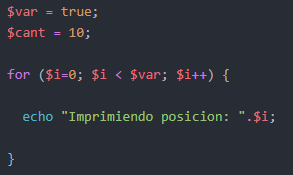 $var = true;
$cant = 10;
for ($i=0; $i < $var; $i++) {
echo "Imprimiendo posicion: ".$i;
}